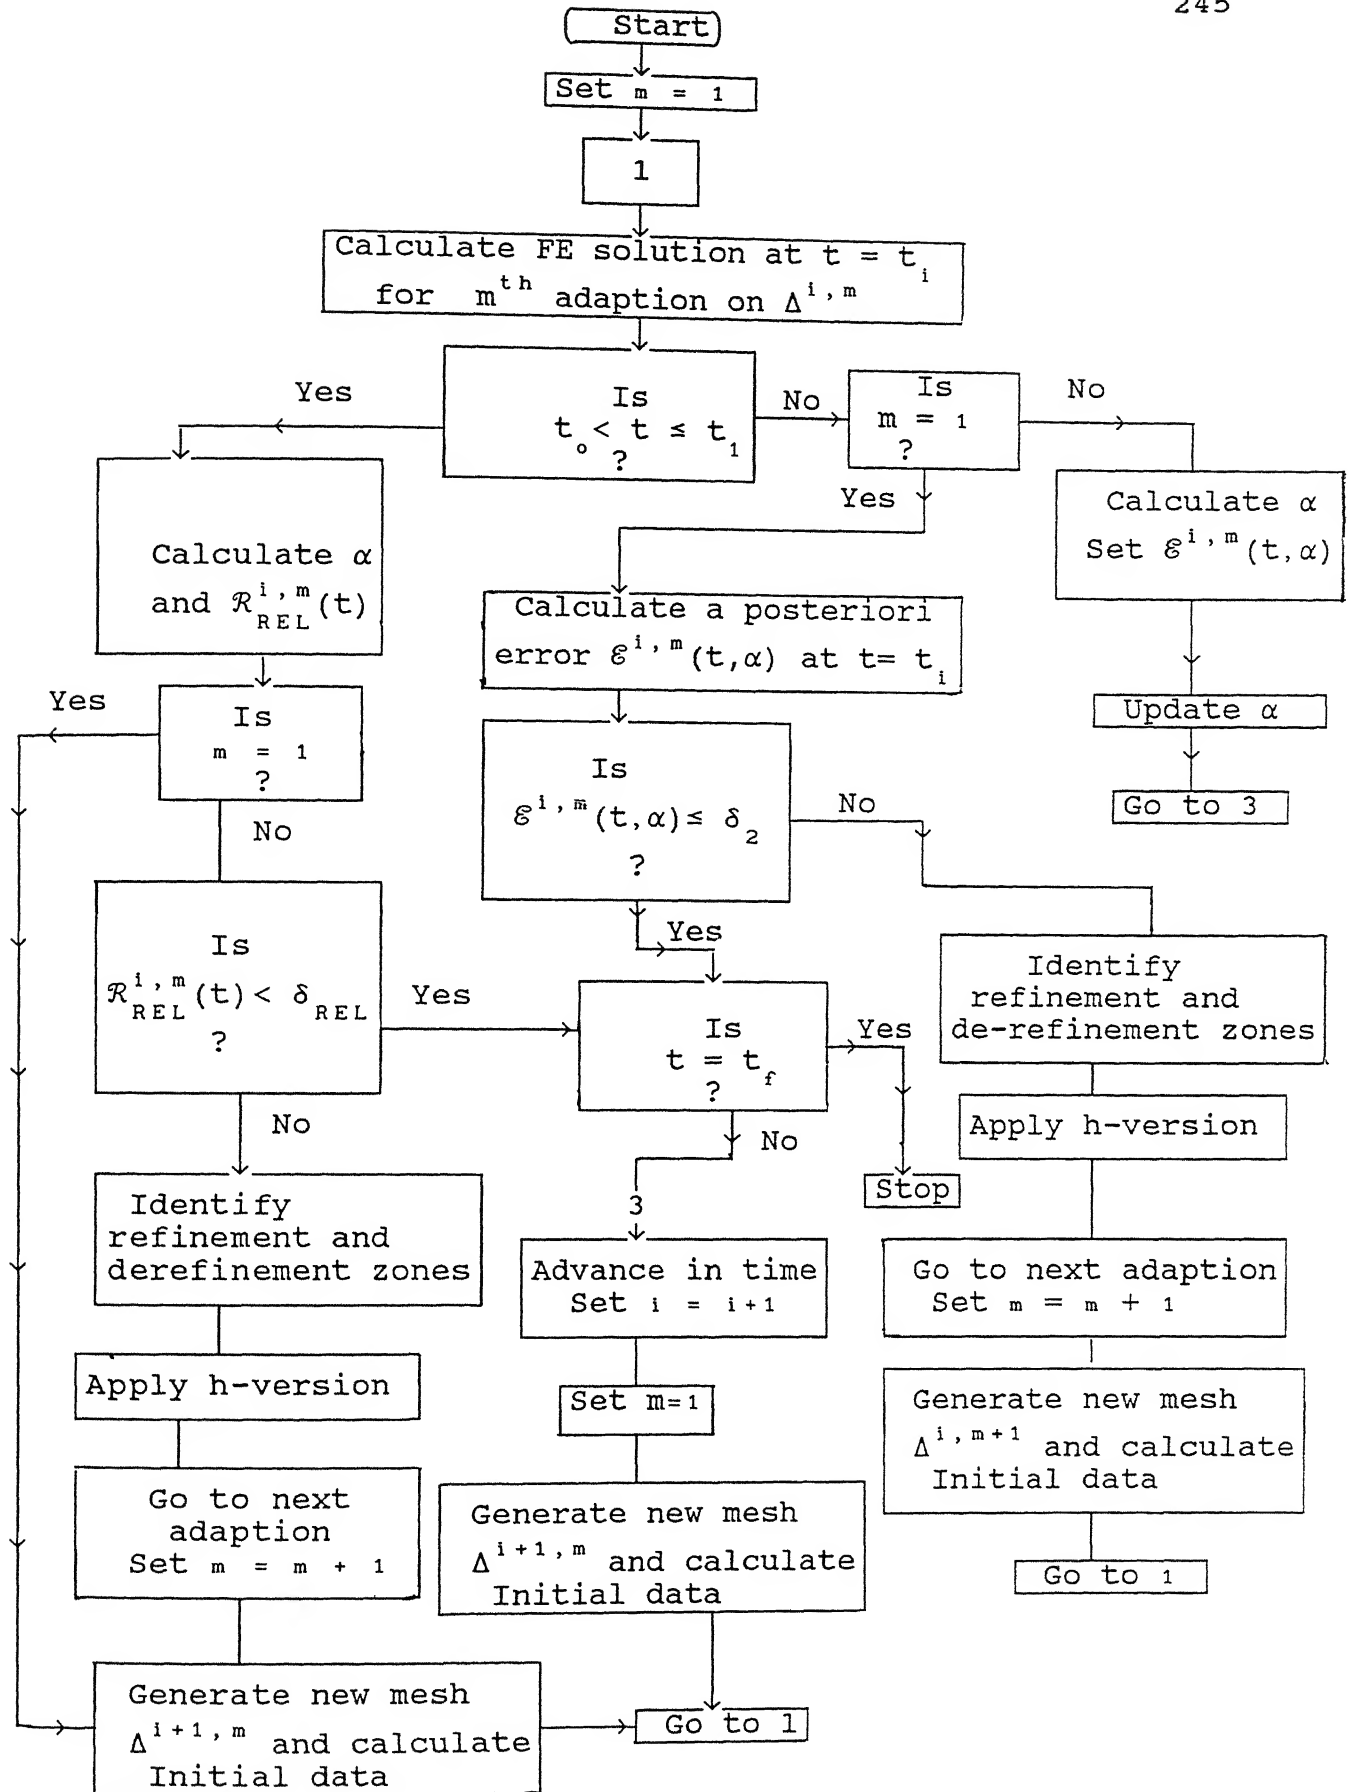 245
Start
Set m = 1
1
Calculate FE solution at t = t_i
for m^th adaption on Δ^i,m
Yes
Is
t_o < t ≤ t_1
?
No
Is
m = 1
?
No
Yes
Calculate α
and ℛ_REL^i,m(t)
Calculate α
Set ℰ^i,m(t,α)
Calculate a posteriori
error ℰ^i,m(t,α) at t= t_i
Update α
Go to 3
Yes
Is
m = 1
?
No
Is
ℰ^i,m(t,α) ≤ δ_2
?
No
Yes
Is
ℛ_REL^i,m(t) < δ_REL
?
Yes
No
Is
t = t_f
?
Yes
No
Stop
Identify
refinement and
de-refinement zones
Apply h-version
Go to next adaption
Set m = m + 1
Generate new mesh
Δ^i,m+1 and calculate
Initial data
Go to 1
Identify
refinement and
derefinement zones
Apply h-version
Go to next
adaption
Set m = m + 1
3
Advance in time
Set i = i+1
Set m=1
Generate new mesh
Δ^i+1,m and calculate
Initial data
Generate new mesh
Δ^i+1,m and calculate
Initial data
Go to 1